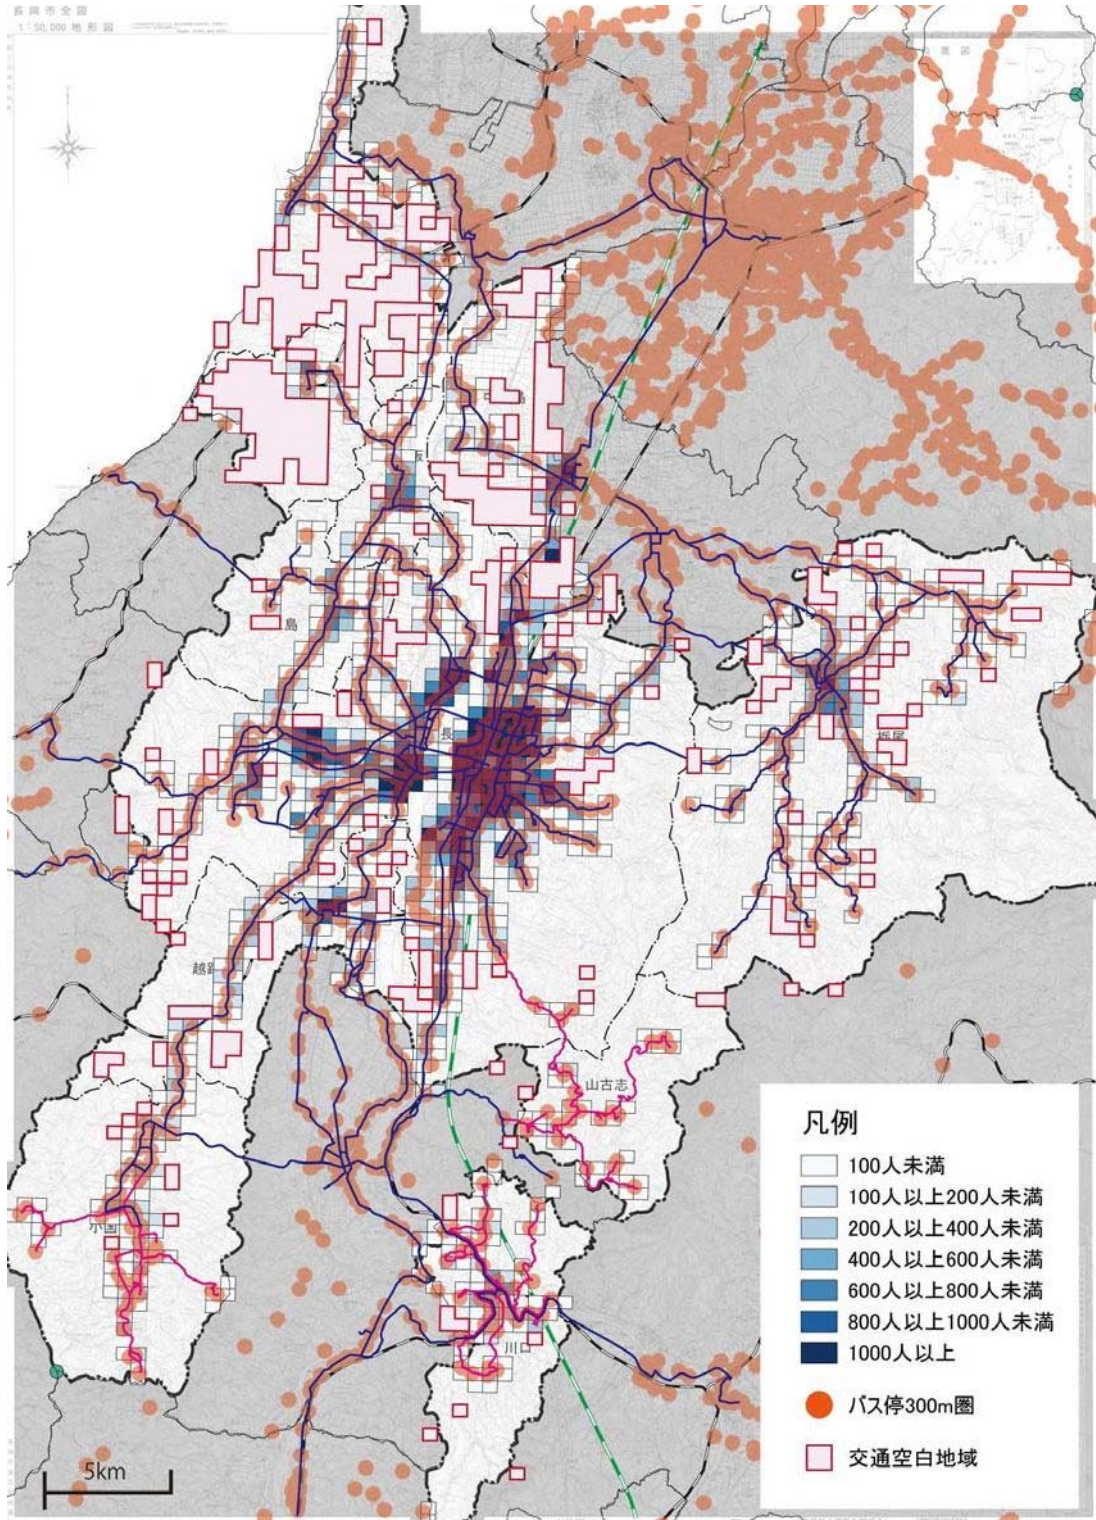 長岡市全図
1:50,000 地形図
位置図
中
島
長
栃尾
越路
山古志
小国
川口
凡例
100人未満
100人以上200人未満
200人以上400人未満
400人以上600人未満
600人以上800人未満
800人以上1000人未満
1000人以上
バス停300m圏
交通空白地域
5km